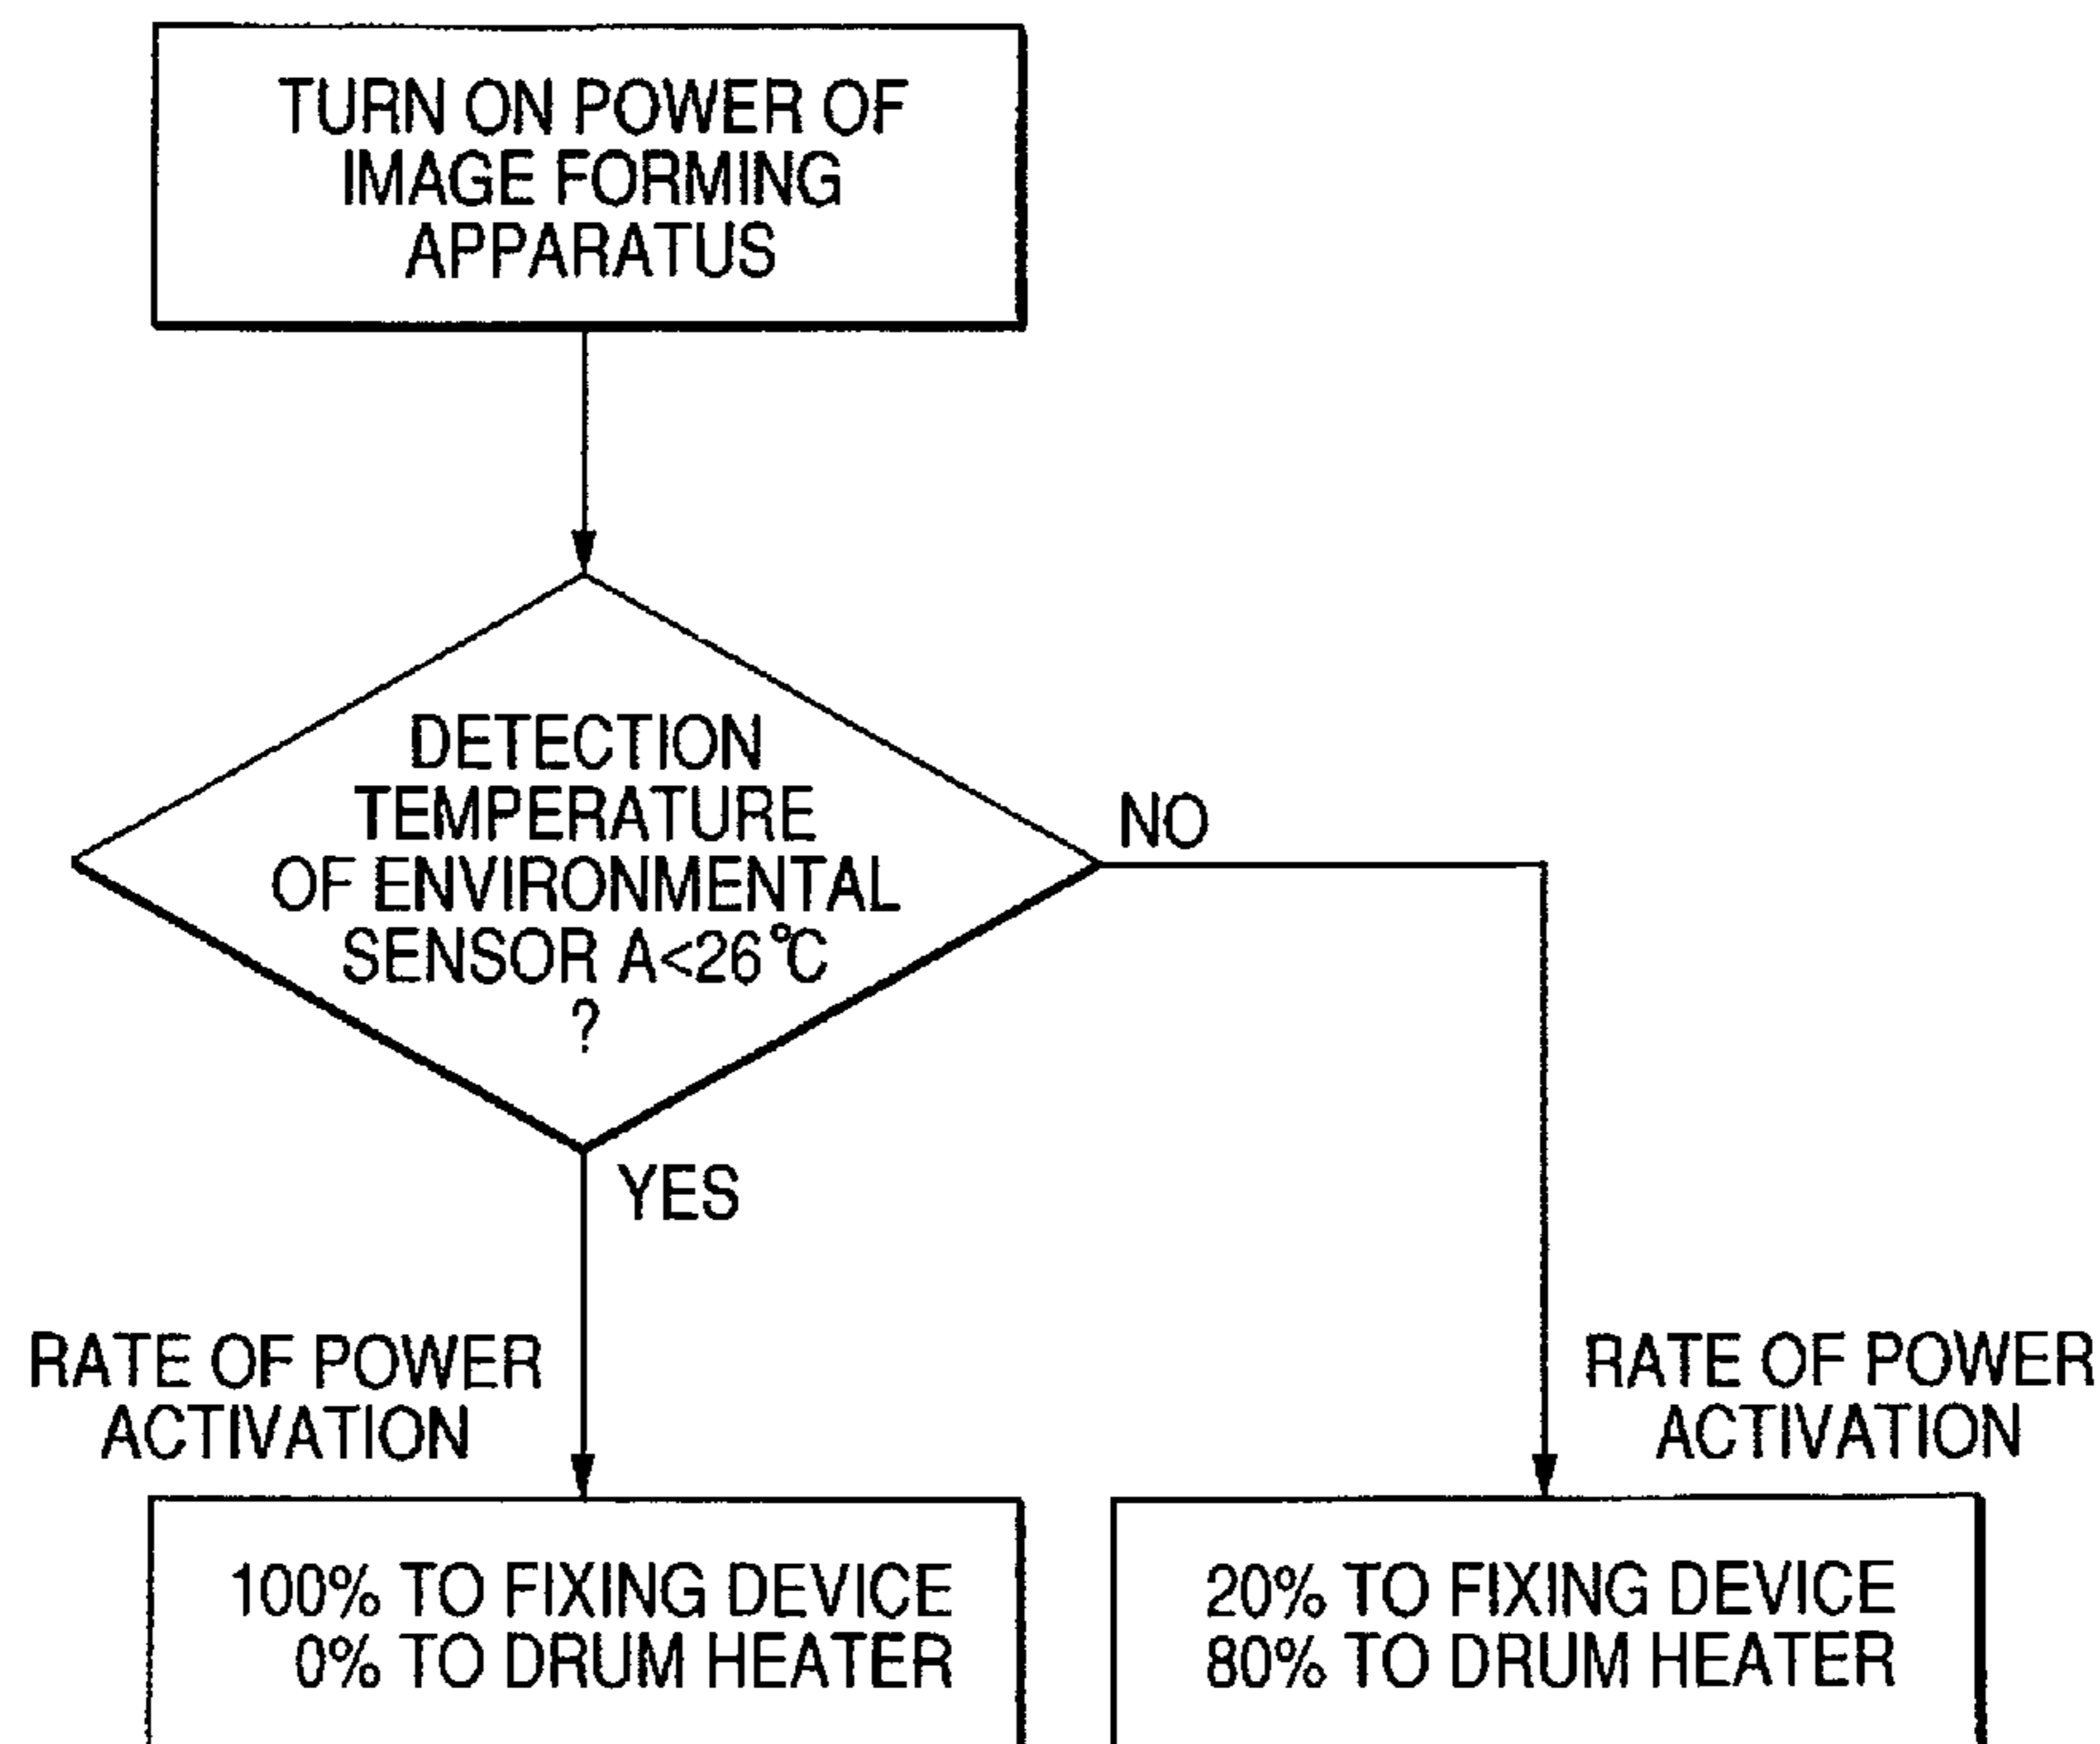 TURN ON POWER OF
IMAGE FORMING
APPARATUS
DETECTION
TEMPERATURE
OF ENVIRONMENTAL
SENSOR A<26℃
?
NO
YES
RATE OF POWER
ACTIVATION
RATE OF POWER
ACTIVATION
100% TO FIXING DEVICE
0% TO DRUM HEATER
20% TO FIXING DEVICE
80% TO DRUM HEATER